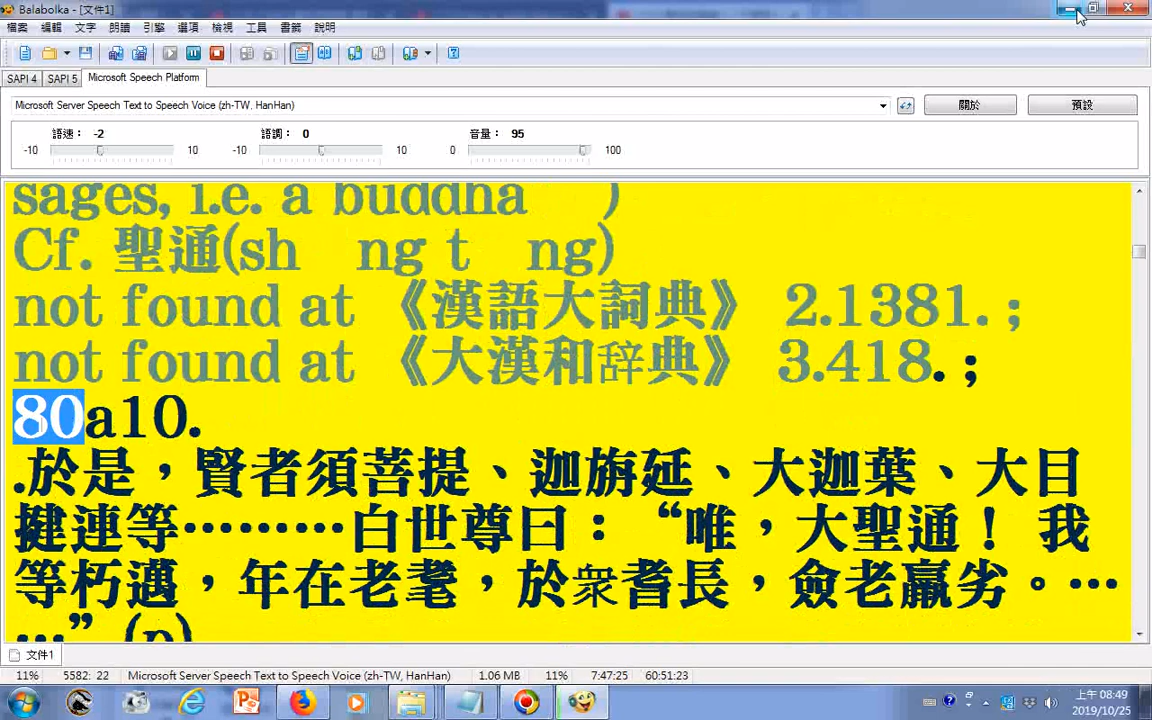 Balabolka - [文件1]
檔案 編輯 文字 朗讀 引擎 選項 檢視 工具 書籤 說明
SAPI 4 SAPI 5 Microsoft Speech Platform
Microsoft Server Speech Text to Speech Voice (zh-TW, HanHan) 關於 預設
語速： -2 語調： 0 音量： 95
-10 10 -10 10 0 100
sages, i.e. a buddha )
Cf. 聖通(sh ng t ng)
not found at 《漢語大詞典》 2.1381. ;
not found at 《大漢和辞典》 3.418. ;
80a10.
.於是，賢者須菩提、迦旃延、大迦葉、大目
揵連等………白世尊曰：“唯，大聖通！ 我
等朽邁，年在老耄，於衆耆長，僉老羸劣。…
…” (p)
文件1
11% 5582: 22 Microsoft Server Speech Text to Speech Voice (zh-TW, HanHan) 1.06 MB 11% 7:47:25 60:51:23
上午 08:49
2019/10/25